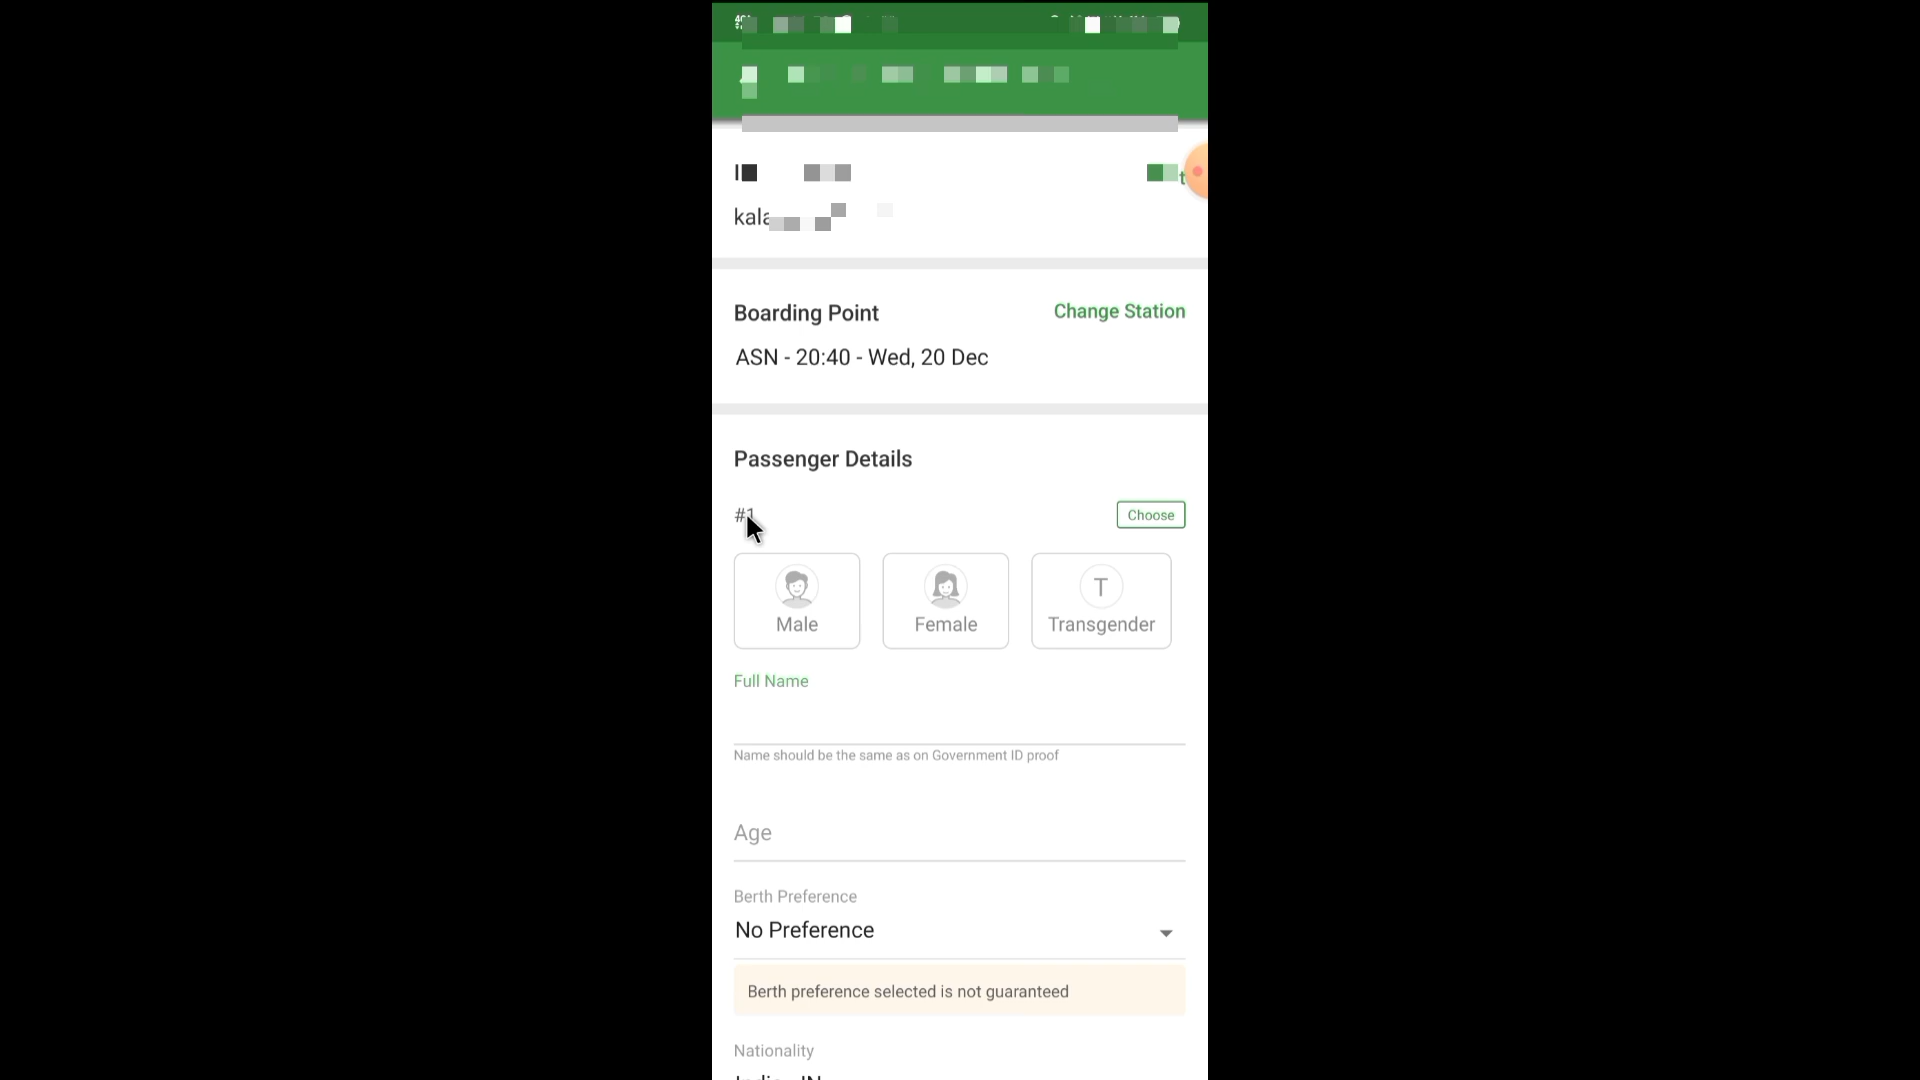 Boarding Point
Change Station
ASN - 20:40 - Wed, 20 Dec
Passenger Details
#1
Choose
Male
Female
T
Transgender
Full Name
Name should be the same as on Government ID proof
Age
Berth Preference
No Preference
Berth preference selected is not guaranteed
Nationality